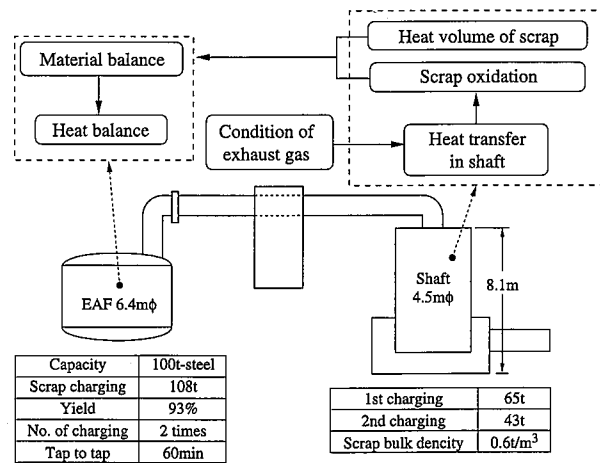 Heat volume of scrap
Material balance
Scrap oxidation
Heat balance
Condition of
exhaust gas
Heat transfer
in shaft
EAF 6.4mφ
Shaft
4.5mφ
8.1m
Capacity 100t-steel
Scrap charging 108t
Yield 93%
No. of charging 2 times
Tap to tap 60min
1st charging 65t
2nd charging 43t
Scrap bulk dencity 0.6t/m³